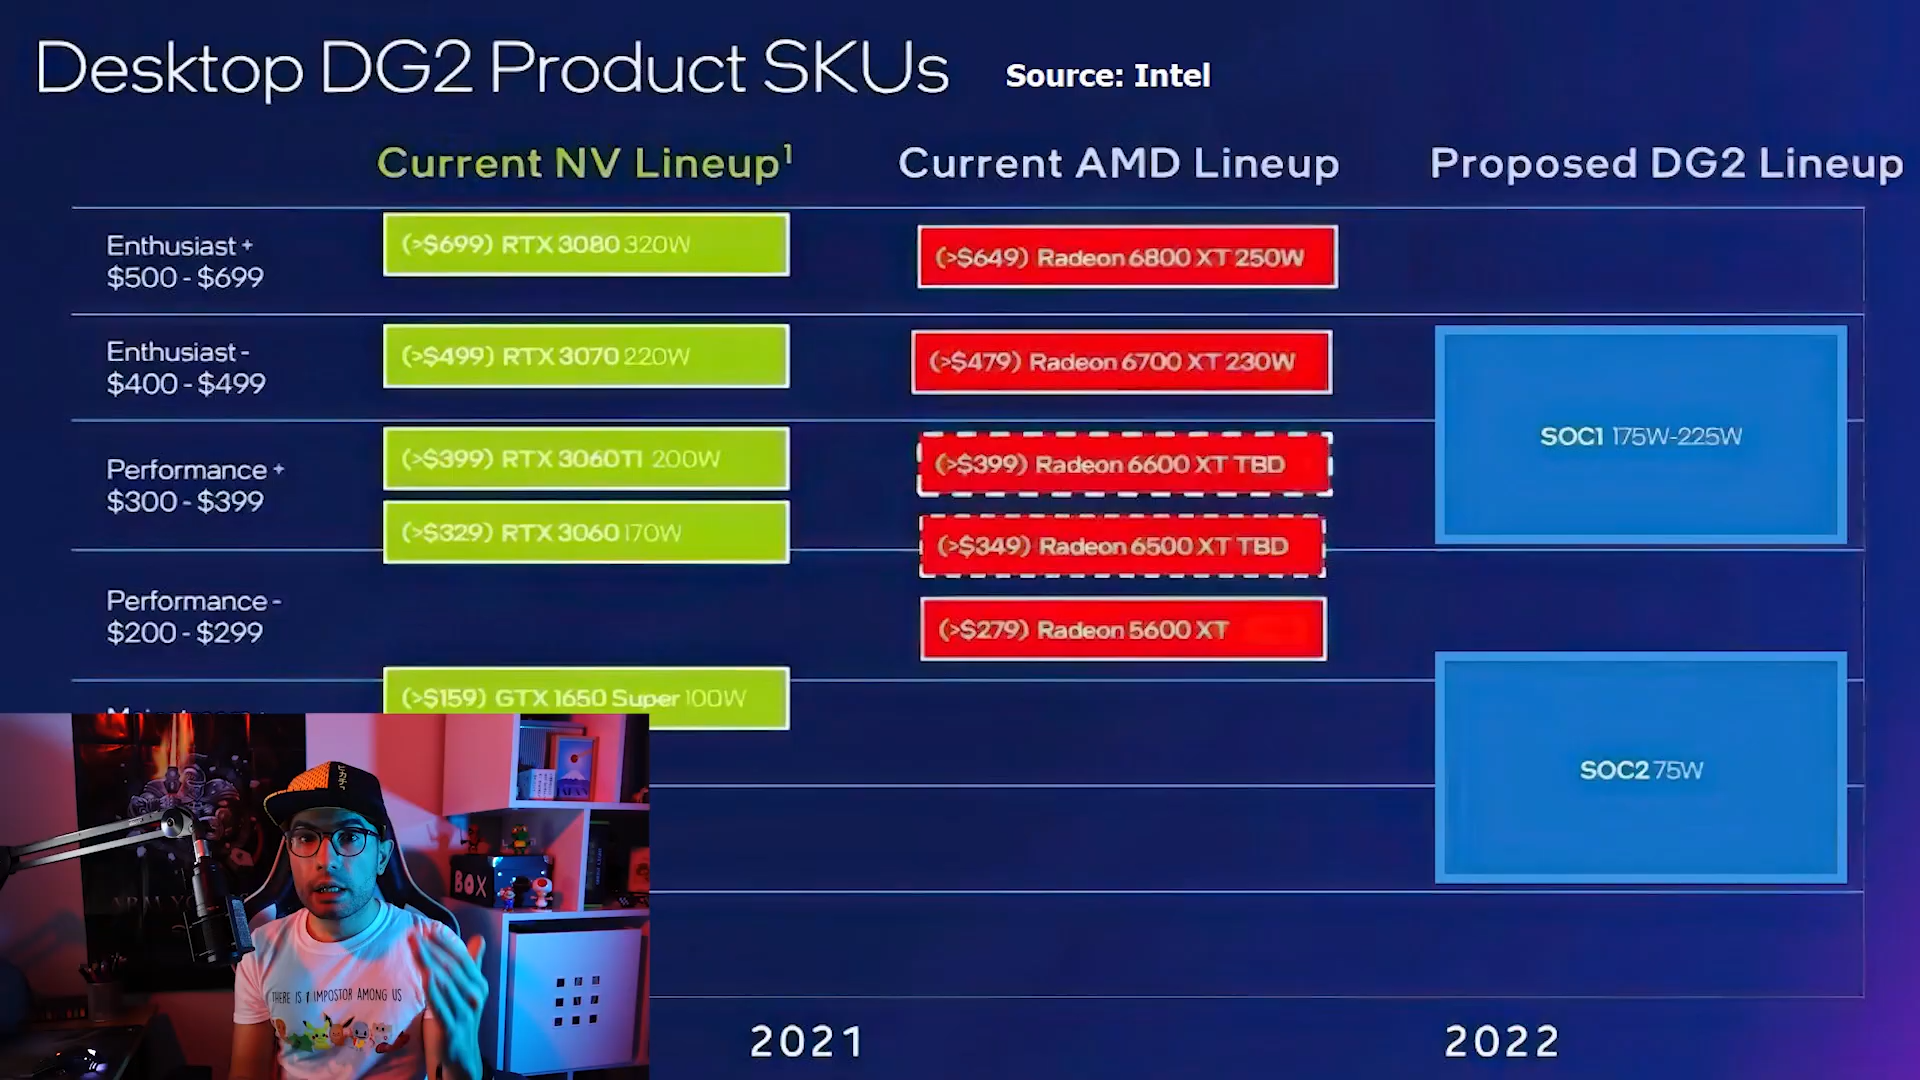 Desktop DG2 Product SKUs
Source: Intel
Current NV Lineup¹
Current AMD Lineup
Proposed DG2 Lineup
Enthusiast +
$500 - $699
(>$699) RTX 3080 320W
(>$649) Radeon 6800 XT 250W
Enthusiast -
$400 - $499
(>$499) RTX 3070 220W
(>$479) Radeon 6700 XT 230W
SOC1 175W-225W
Performance +
$300 - $399
(>$399) RTX 3060TI 200W
(>$399) Radeon 6600 XT TBD
(>$329) RTX 3060 170W
(>$349) Radeon 6500 XT TBD
Performance -
$200 - $299
(>$279) Radeon 5600 XT
(>$159) GTX 1650 Super 100W
SOC2 75W
BOX
THERE IS 1 IMPOSTOR AMONG US
2021
2022